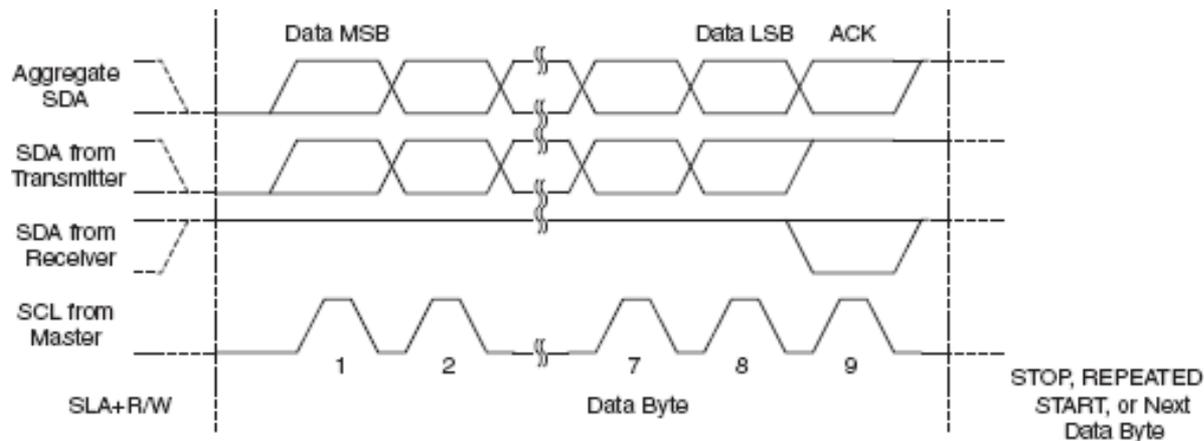 Data MSB
Data LSB
ACK
Aggregate
SDA
SDA from
Transmitter
SDA from
Receiver
SCL from
Master
1
2
7
8
9
SLA+R/W
Data Byte
STOP, REPEATED
START, or Next
Data Byte